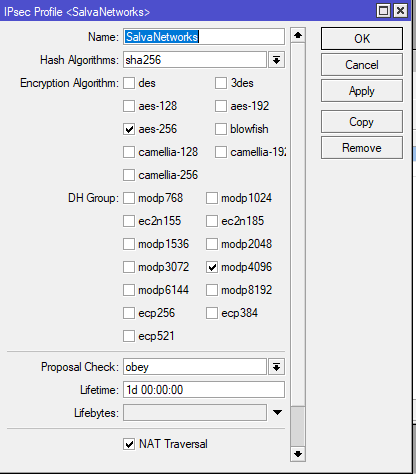 IPsec Profile <SalvaNetworks>
Name: SalvaNetworks OK
Hash Algorithms: sha256 Cancel
Encryption Algorithm: des 3des
aes-128 aes-192 Apply
aes-256 blowfish Copy
camellia-128 camellia-192 Remove
camellia-256
DH Group: modp768 modp1024
ec2n155 ec2n185
modp1536 modp2048
modp3072 modp4096
modp6144 modp8192
ecp256 ecp384
ecp521
Proposal Check: obey
Lifetime: 1d 00:00:00
Lifebytes:
NAT Traversal